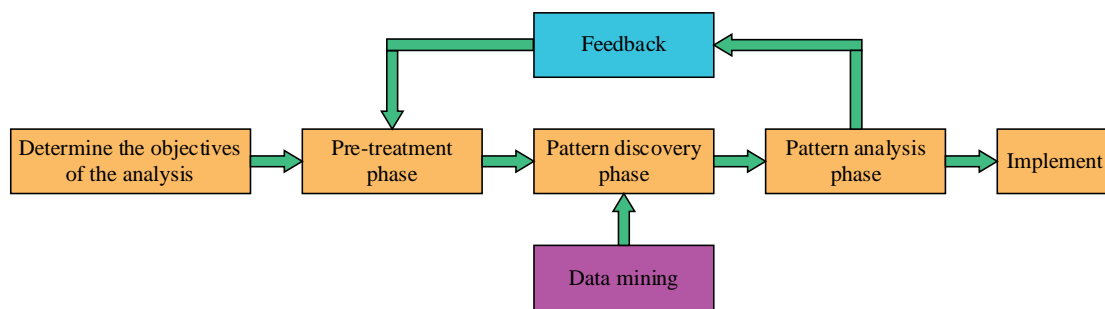 Feedback
Determine the objectives
of the analysis
Pre-treatment
phase
Pattern discovery
phase
Pattern analysis
phase
Implement
Data mining